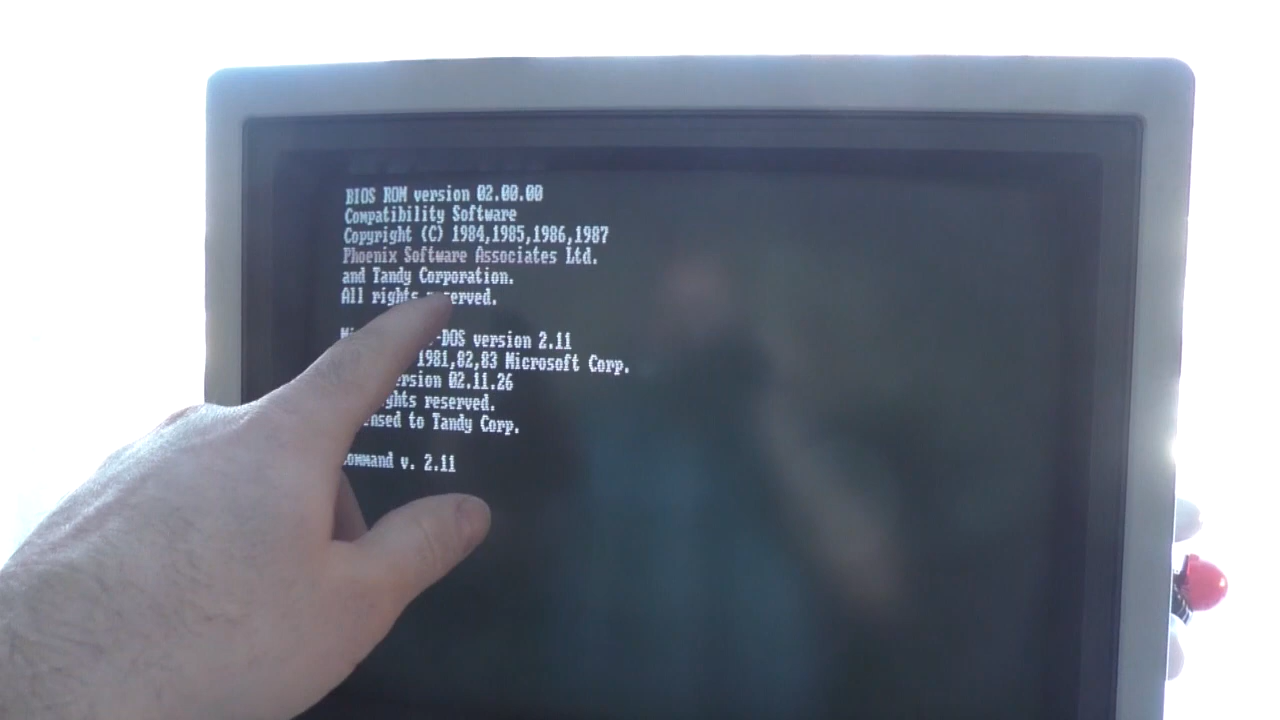 BIOS ROM version 02.00.00
Compatibility Software
Copyright (C) 1984,1985,1986,1987
Phoenix Software Associates Ltd.
and Tandy Corporation.
All rights reserved.
-DOS version 2.11
1981,82,83 Microsoft Corp.
ersion 02.11.26
ghts reserved.
nsed to Tandy Corp.
ommand v. 2.11